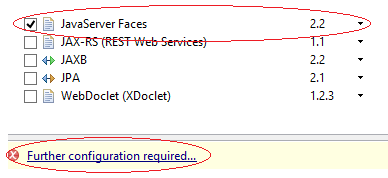 JavaServer Faces 2.2
JAX-RS (REST Web Services) 1.1
JAXB 2.2
JPA 2.1
WebDoclet (XDoclet) 1.2.3
Further configuration required...